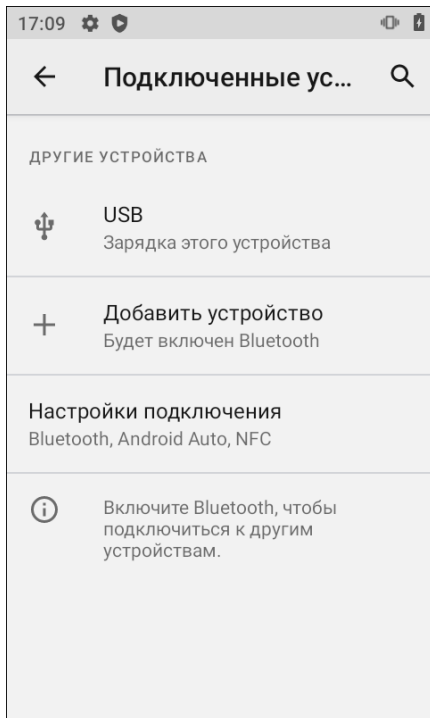 17:09
Подключенные ус...
ДРУГИЕ УСТРОЙСТВА
USB
Зарядка этого устройства
Добавить устройство
Будет включен Bluetooth
Настройки подключения
Bluetooth, Android Auto, NFC
Включите Bluetooth, чтобы
подключиться к другим
устройствам.